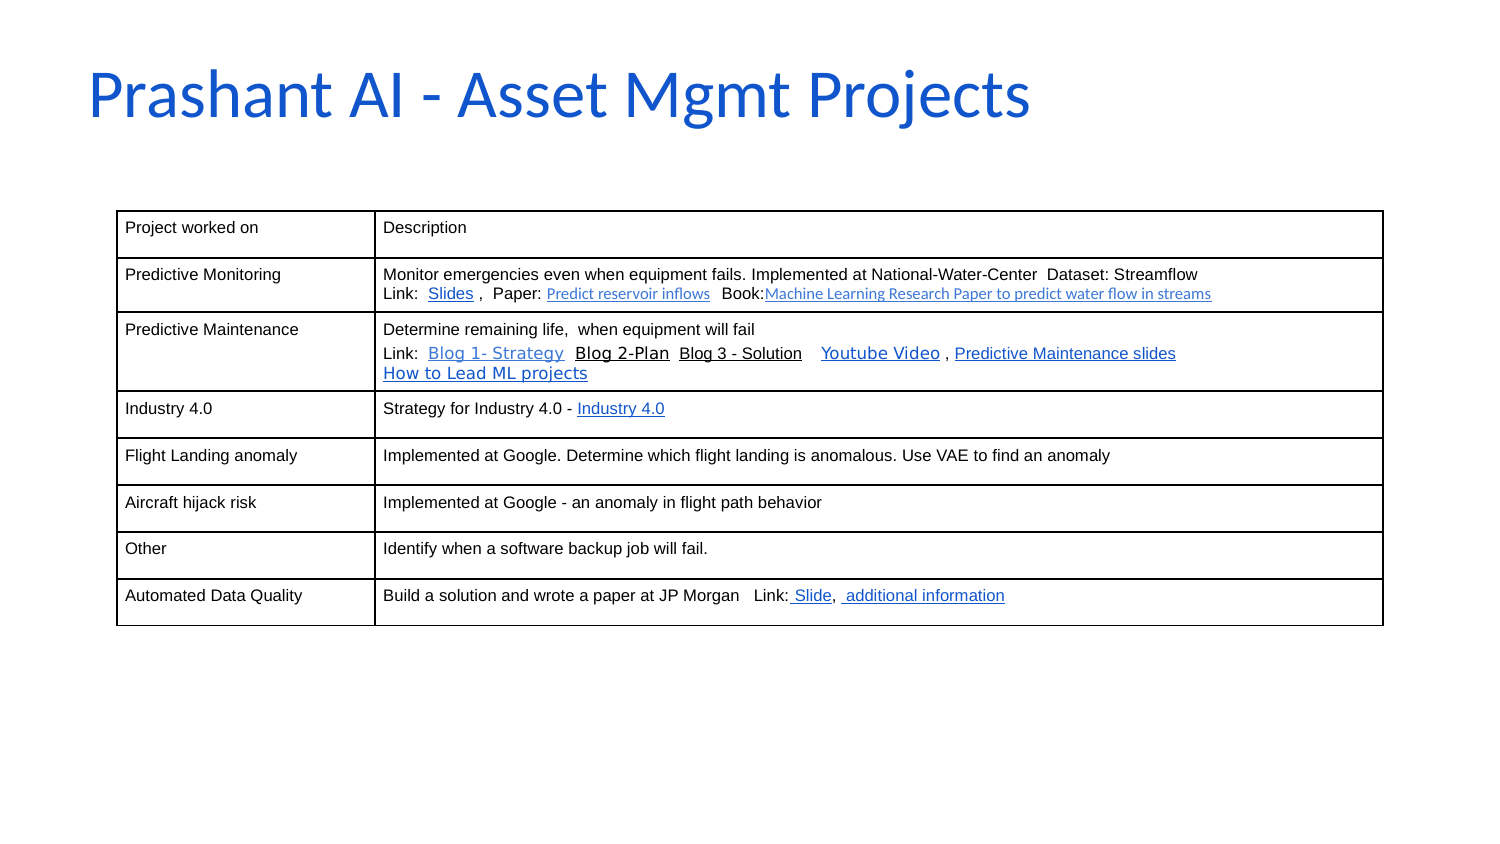 Prashant AI - Asset Mgmt Projects
Project worked on
Description
Predictive Monitoring
Monitor emergencies even when equipment fails. Implemented at National-Water-Center  Dataset: Streamflow
Link:  Slides ,  Paper: Predict reservoir inflows   Book:Machine Learning Research Paper to predict water flow in streams
Predictive Maintenance
Determine remaining life,  when equipment will fail
Link:  Blog 1- Strategy  Blog 2-Plan  Blog 3 - Solution    Youtube Video , Predictive Maintenance slides
How to Lead ML projects
Industry 4.0
Strategy for Industry 4.0 - Industry 4.0
Flight Landing anomaly
Implemented at Google. Determine which flight landing is anomalous. Use VAE to find an anomaly
Aircraft hijack risk
Implemented at Google - an anomaly in flight path behavior
Other
Identify when a software backup job will fail.
Automated Data Quality
Build a solution and wrote a paper at JP Morgan   Link: Slide,  additional information